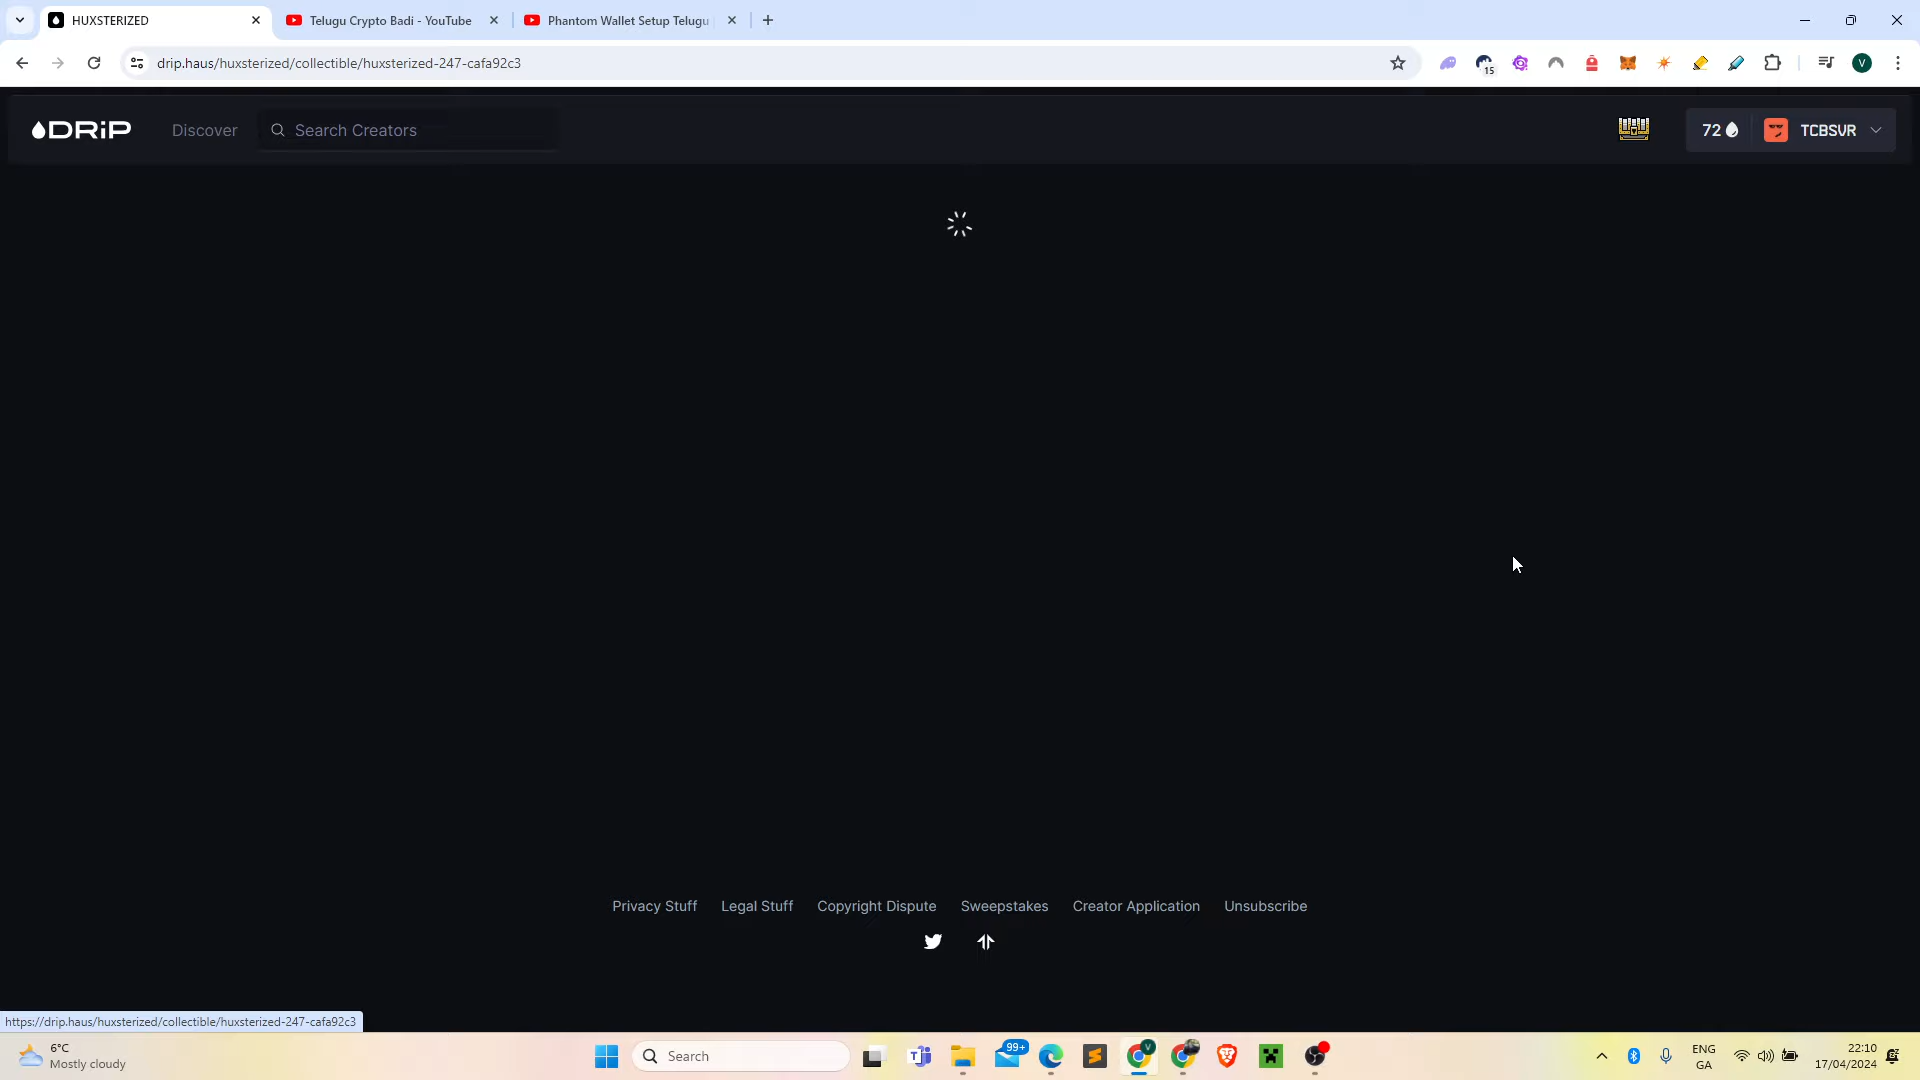 HUXSTERIZED
Telugu Crypto Badi - YouTube
Phantom Wallet Setup Telugu
drip.haus/huxsterized/collectible/huxsterized-247-cafa92c3
15
V
DRiP
Discover
Search Creators
72
TCBSVR
Privacy Stuff
Legal Stuff
Copyright Dispute
Sweepstakes
Creator Application
Unsubscribe
https://drip.haus/huxsterized/collectible/huxsterized-247-cafa92c3
6°C
Mostly cloudy
Search
99+
V
ENG
GA
22:10
17/04/2024